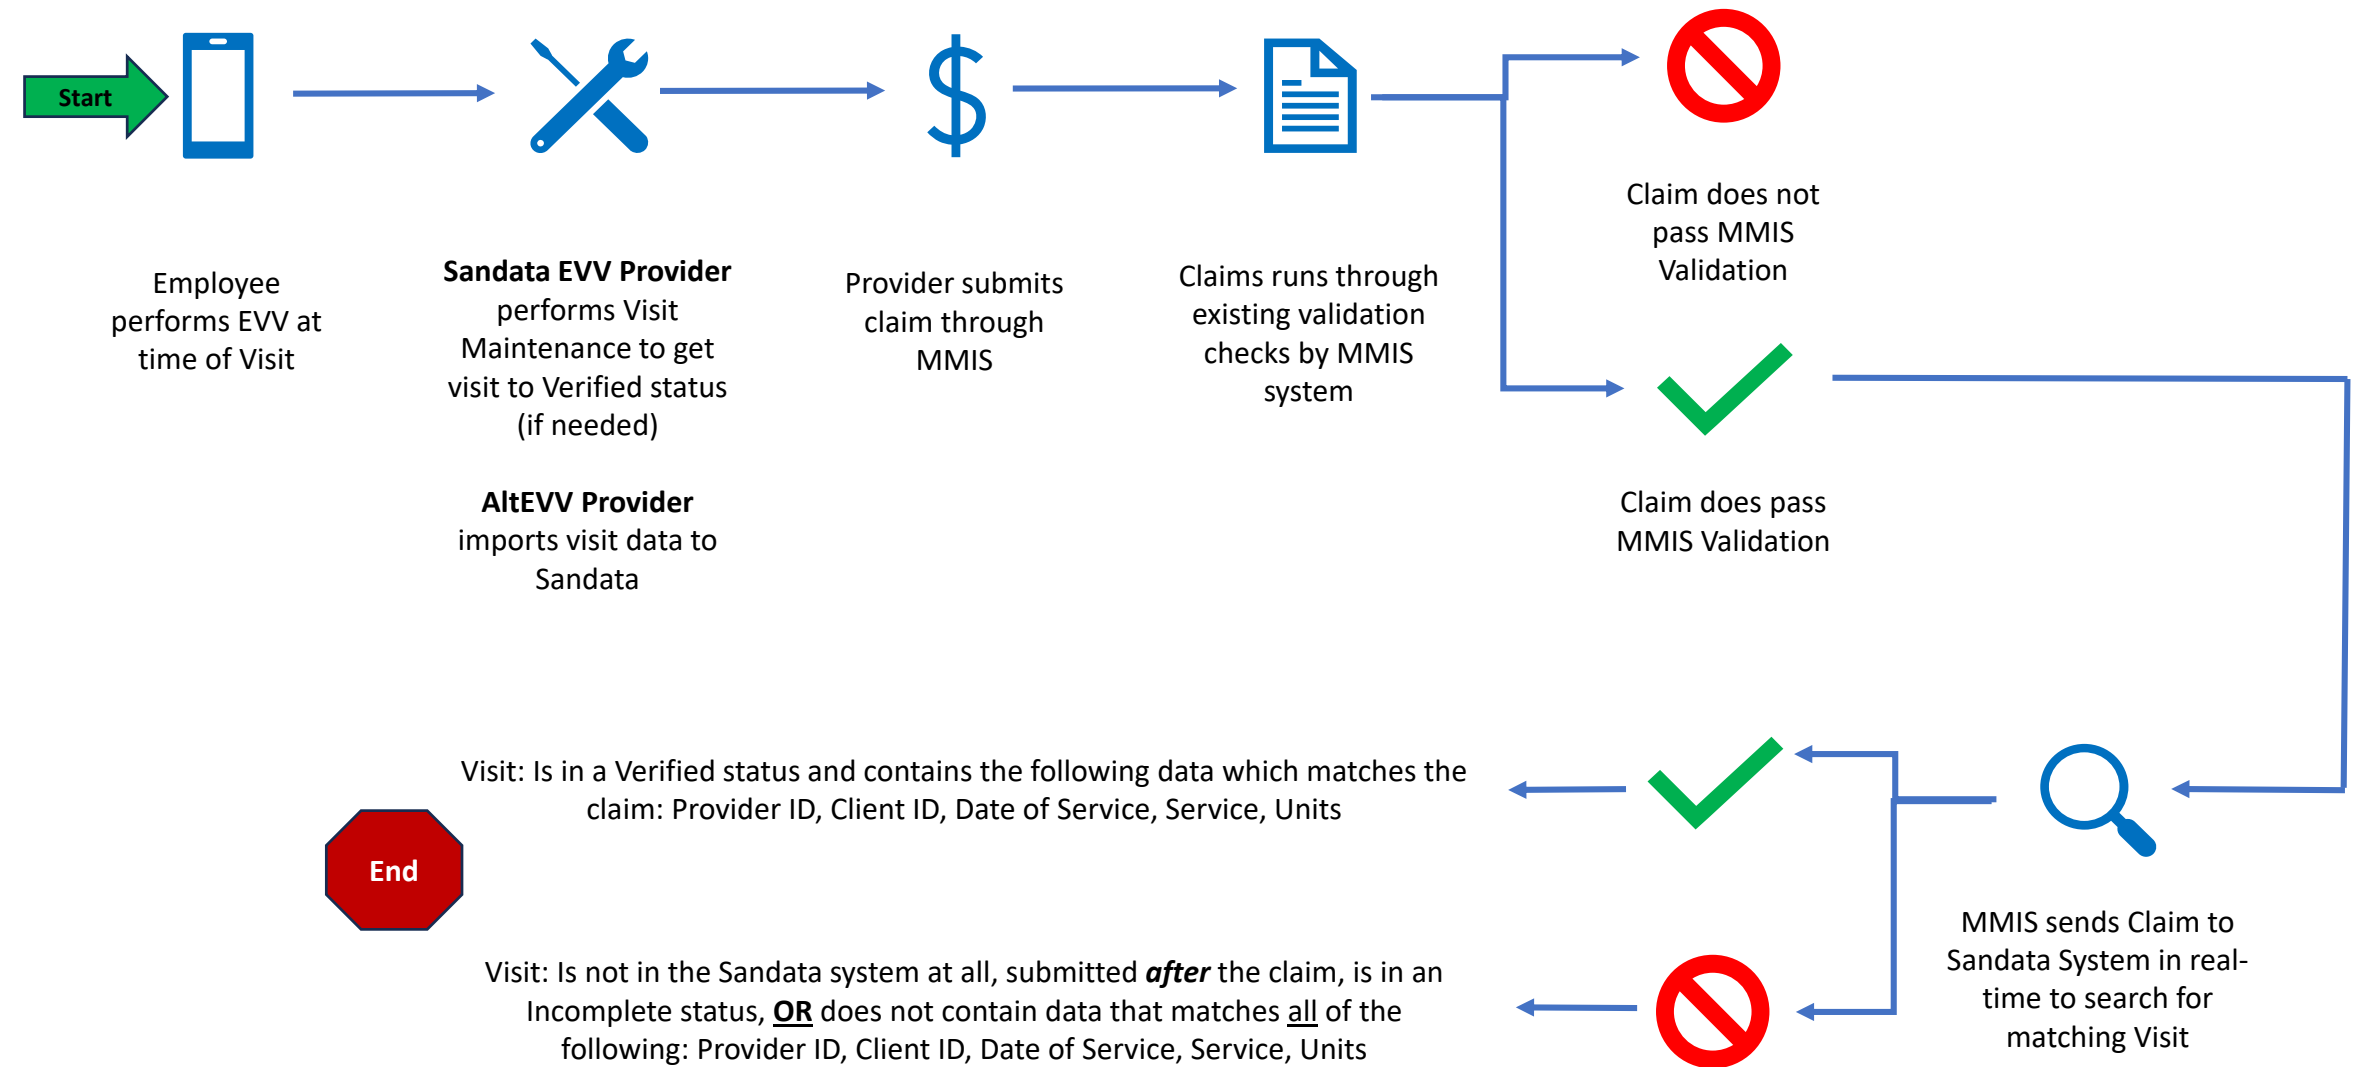 Start
Employee
performs EVV at
time of Visit
Sandata EVV Provider
performs Visit
Maintenance to get
visit to Verified status
(if needed)
AltEVV Provider
imports visit data to
Sandata
Provider submits
claim through
MMIS
Claims runs through
existing validation
checks by MMIS
system
Claim does not
pass MMIS
Validation
Claim does pass
MMIS Validation
MMIS sends Claim to
Sandata System in real-
time to search for
matching Visit
Visit: Is in a Verified status and contains the following data which matches the
claim: Provider ID, Client ID, Date of Service, Service, Units
Visit: Is not in the Sandata system at all, submitted after the claim, is in an
Incomplete status, OR does not contain data that matches all of the
following: Provider ID, Client ID, Date of Service, Service, Units
End